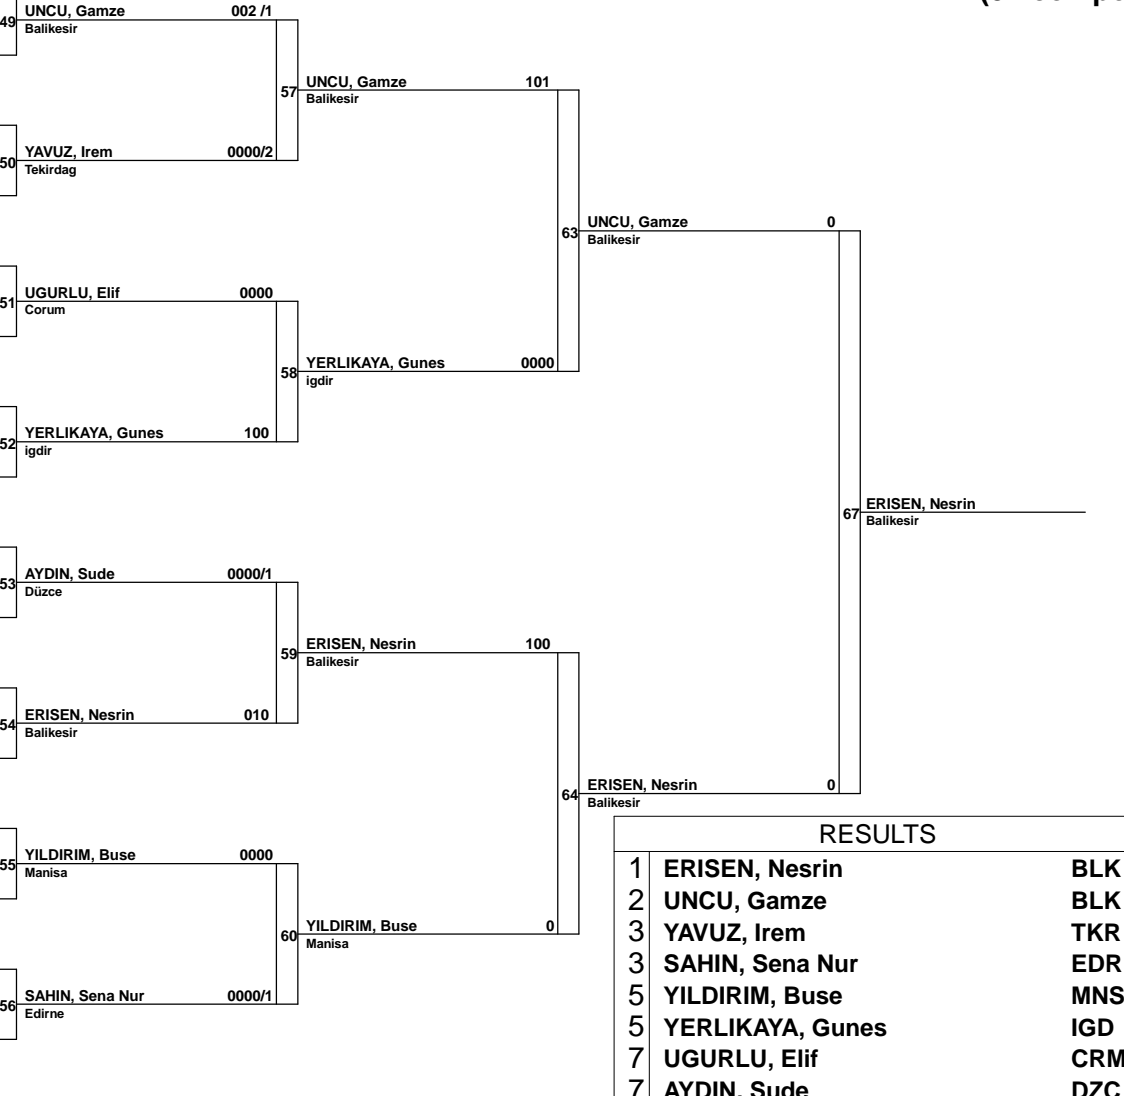 49
UNCU, Gamze 002 /1
Balikesir
57
UNCU, Gamze 101
Balikesir
50
YAVUZ, Irem 0000/2
Tekirdag
63
UNCU, Gamze 0
Balikesir
51
UGURLU, Elif 0000
Corum
58
YERLIKAYA, Gunes 0000
igdir
52
YERLIKAYA, Gunes 100
igdir
67
ERISEN, Nesrin
Balikesir
53
AYDIN, Sude 0000/1
Düzce
59
ERISEN, Nesrin 100
Balikesir
54
ERISEN, Nesrin 010
Balikesir
64
ERISEN, Nesrin 0
Balikesir
55
YILDIRIM, Buse 0000
Manisa
60
YILDIRIM, Buse 0
Manisa
56
SAHIN, Sena Nur 0000/1
Edirne
RESULTS
1 ERISEN, Nesrin BLK
2 UNCU, Gamze BLK
3 YAVUZ, Irem TKR
3 SAHIN, Sena Nur EDR
5 YILDIRIM, Buse MNS
5 YERLIKAYA, Gunes IGD
7 UGURLU, Elif CRM
7 AYDIN, Sude DZC